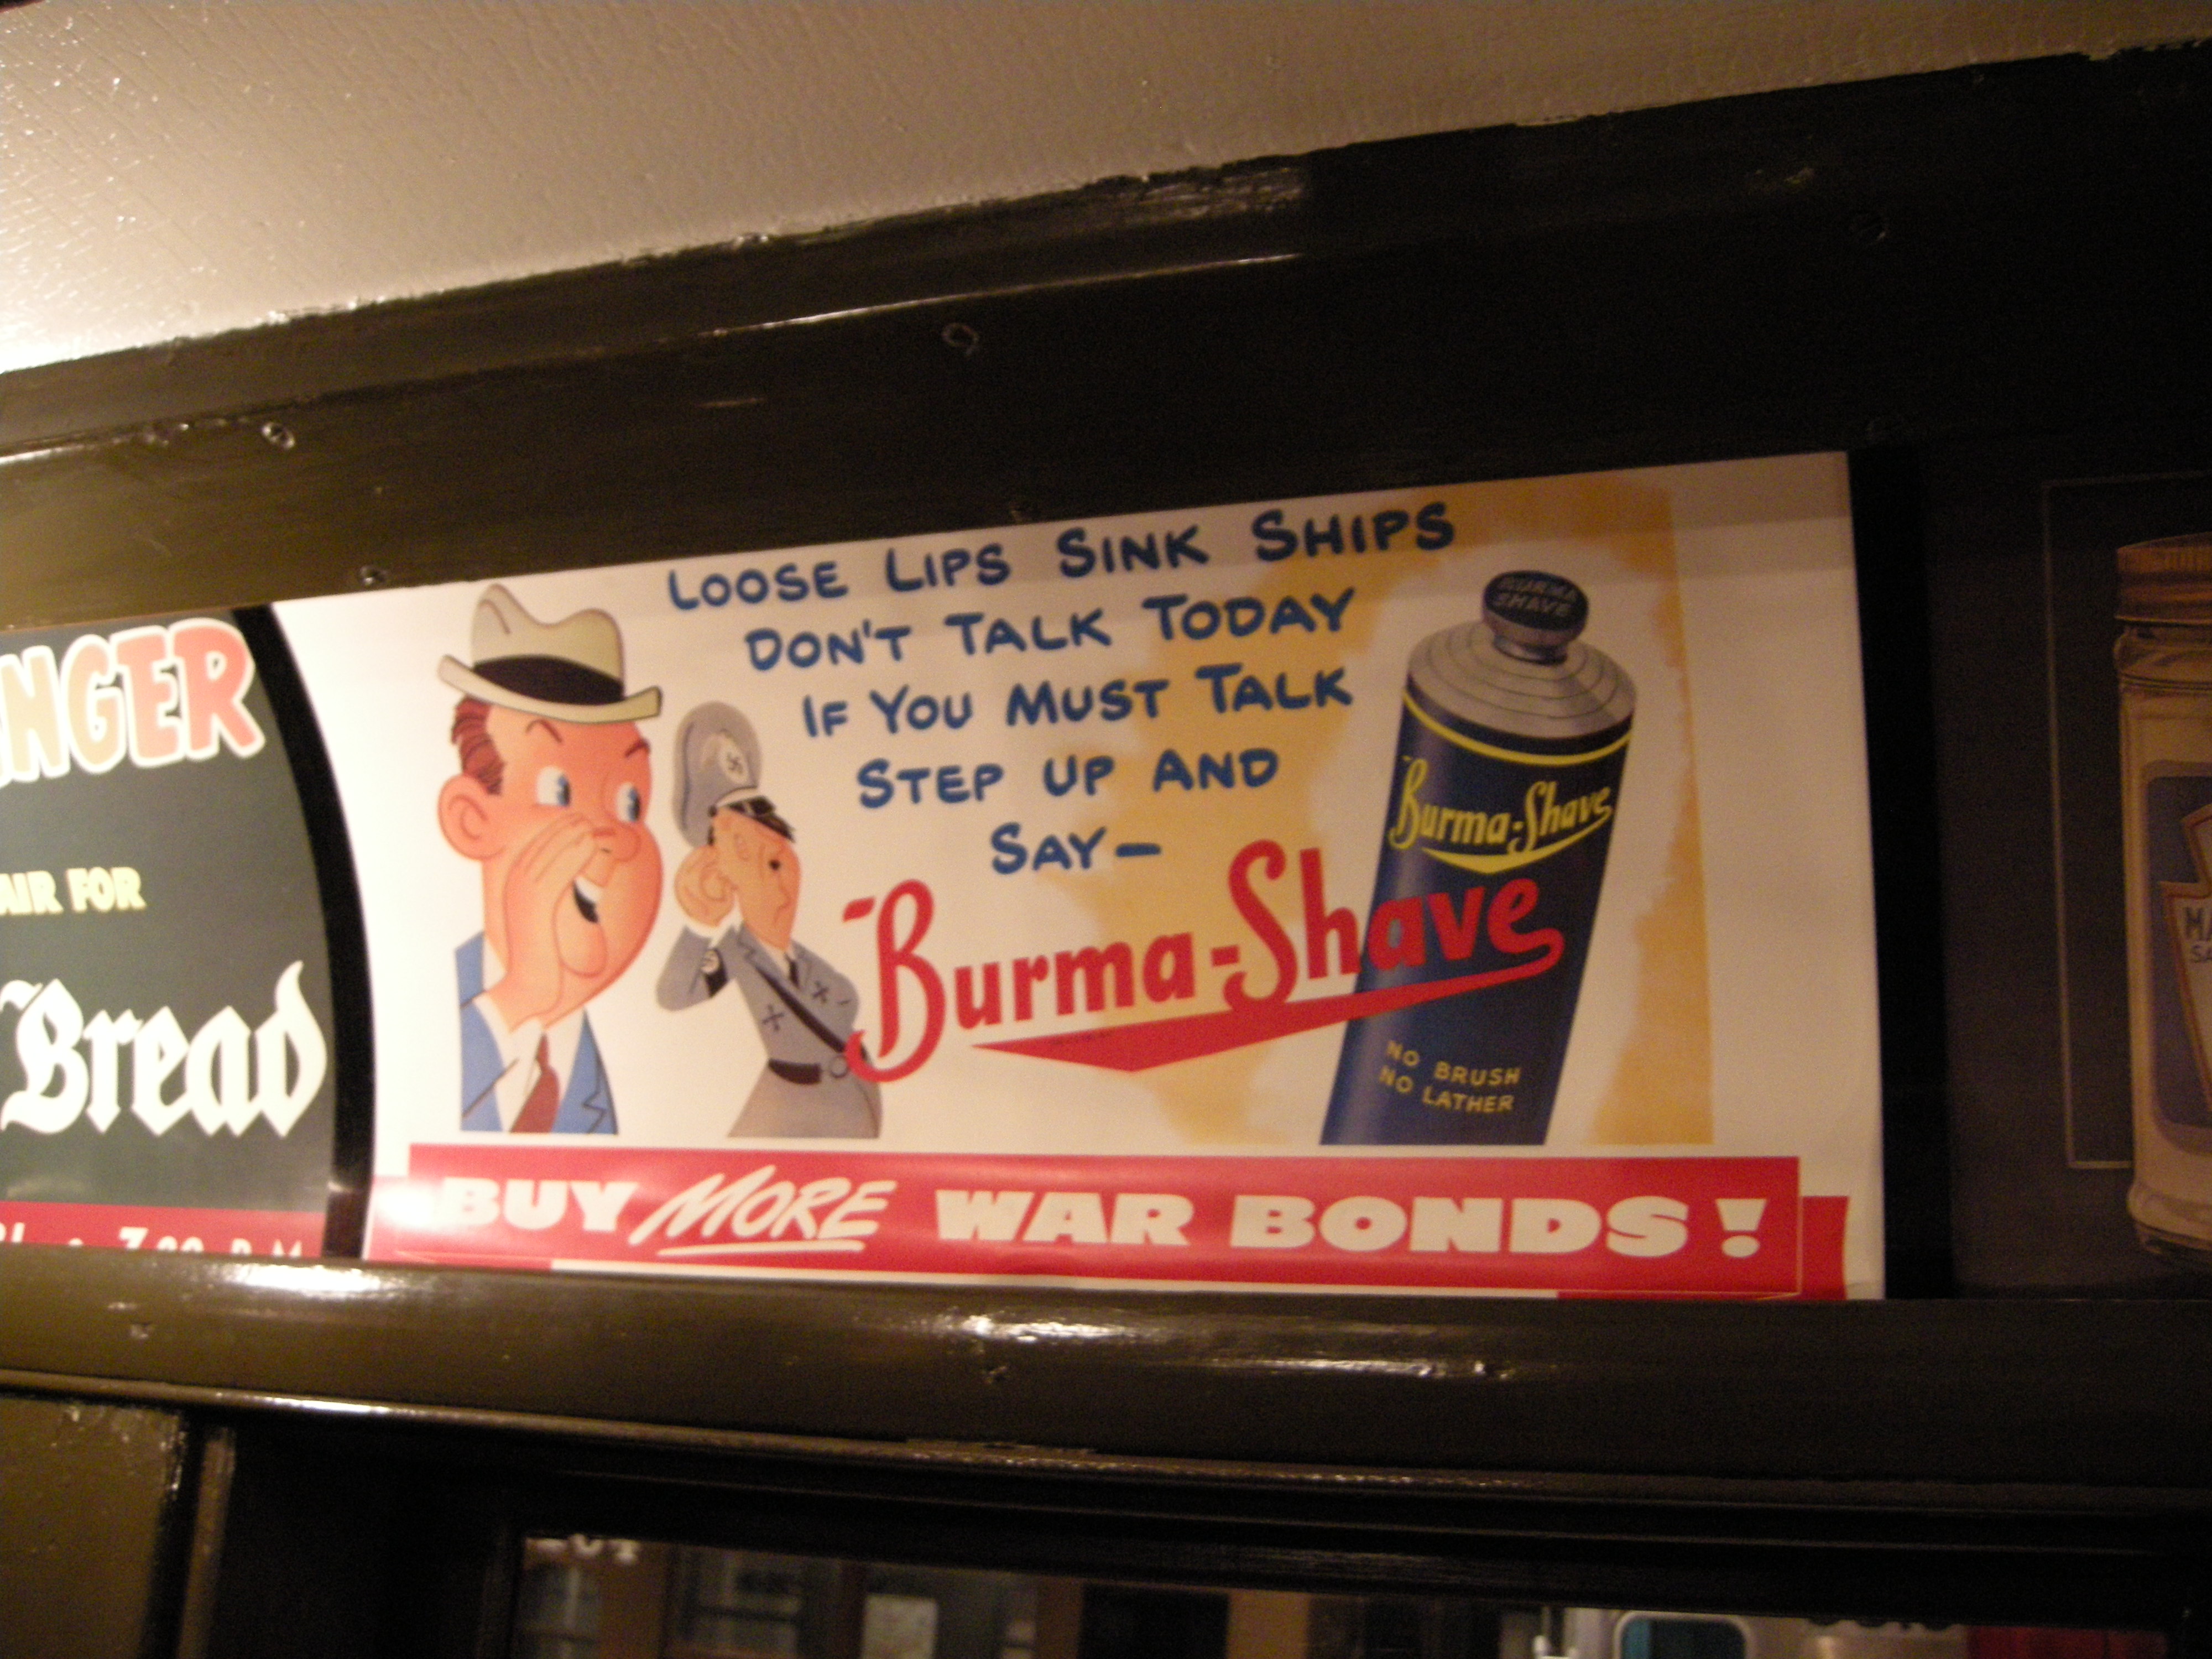 NGER
AIR FOR
Bread
LOOSE LIPS SINK SHIPS
DON'T TALK TODAY
IF YOU MUST TALK
STEP UP AND
SAY—
Burma-Shave
BURMA
SHAVE
Burma-Shave
NO BRUSH
NO LATHER
BUY MORE WAR BONDS!